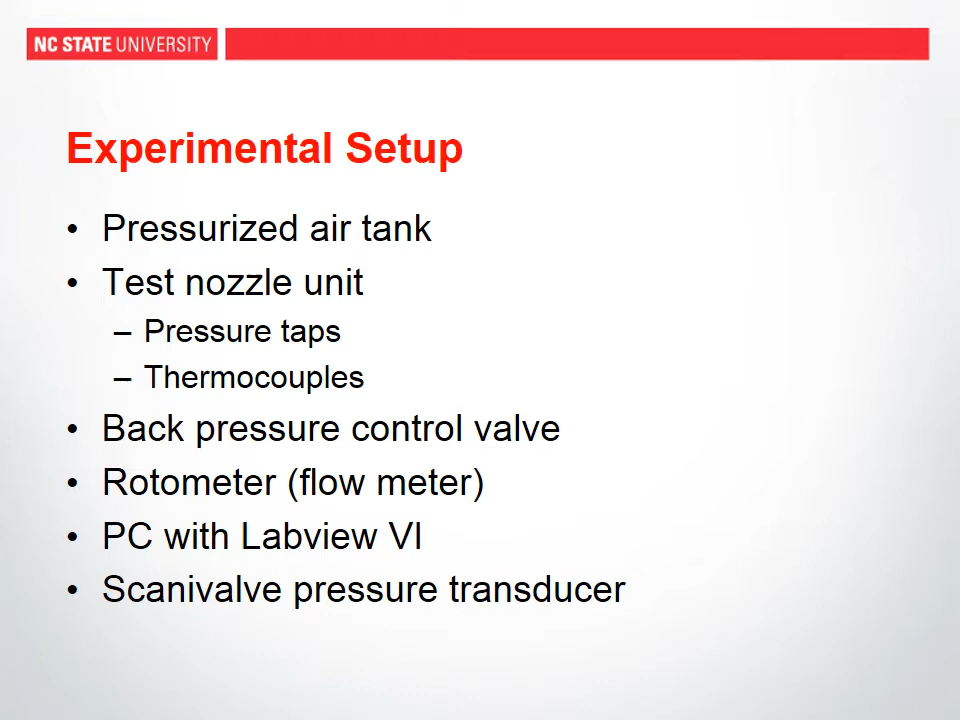 NC STATE UNIVERSITY
Experimental Setup
• Pressurized air tank
• Test nozzle unit
– Pressure taps
– Thermocouples
• Back pressure control valve
• Rotometer (flow meter)
• PC with Labview VI
• Scanivalve pressure transducer